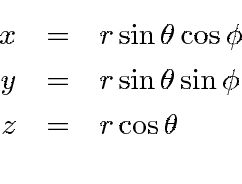 x = r sin θ cos ϕ
y = r sin θ sin ϕ
z = r cos θ